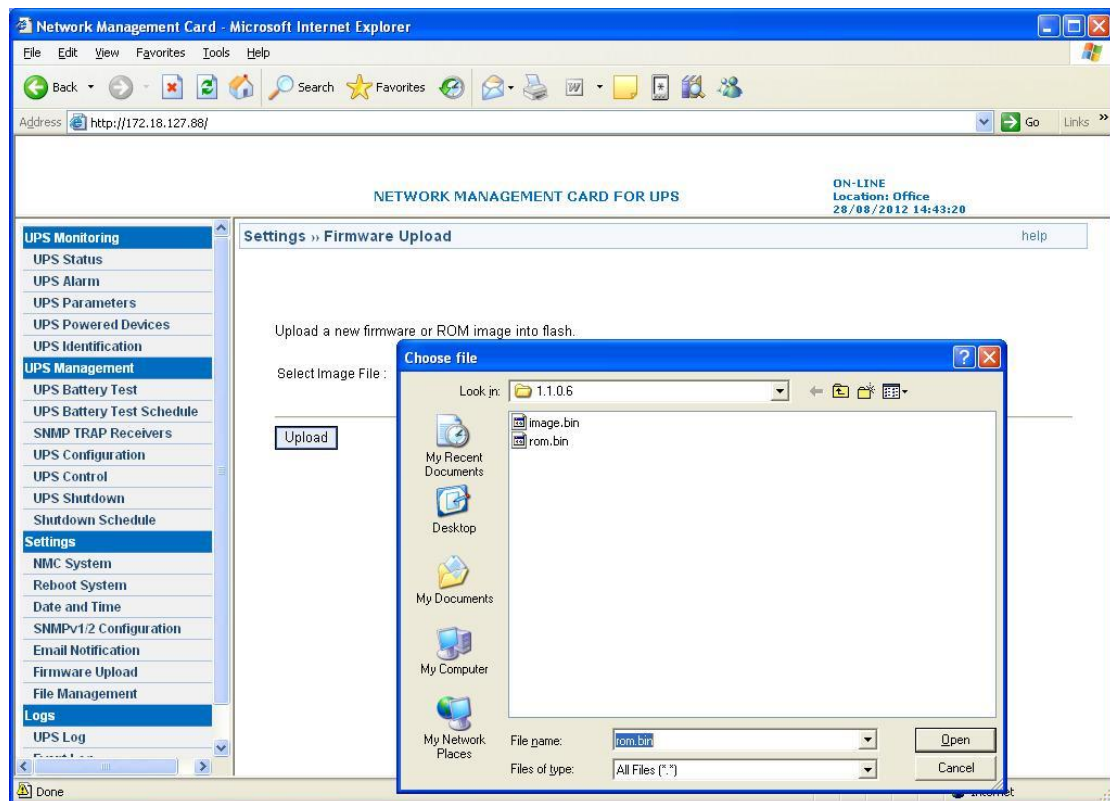 Network Management Card - Microsoft Internet Explorer
File Edit View Favorites Tools Help
Back Search Favorites
Address http://172.18.127.88/ Go Links »
NETWORK MANAGEMENT CARD FOR UPS
ON-LINE
Location: Office
28/08/2012 14:43:20
UPS Monitoring
UPS Status
UPS Alarm
UPS Parameters
UPS Powered Devices
UPS Identification
UPS Management
UPS Battery Test
UPS Battery Test Schedule
SNMP TRAP Receivers
UPS Configuration
UPS Control
UPS Shutdown
Shutdown Schedule
Settings
NMC System
Reboot System
Date and Time
SNMPv1/2 Configuration
Email Notification
Firmware Upload
File Management
Logs
UPS Log
Settings » Firmware Upload help
Upload a new firmware or ROM image into flash.
Select Image File :
Upload
Choose file
Look in: 1.1.0.6
image.bin
rom.bin
My Recent
Documents
Desktop
My Documents
My Computer
My Network
Places
File name: rom.bin Open
Files of type: All Files (*.*) Cancel
Done